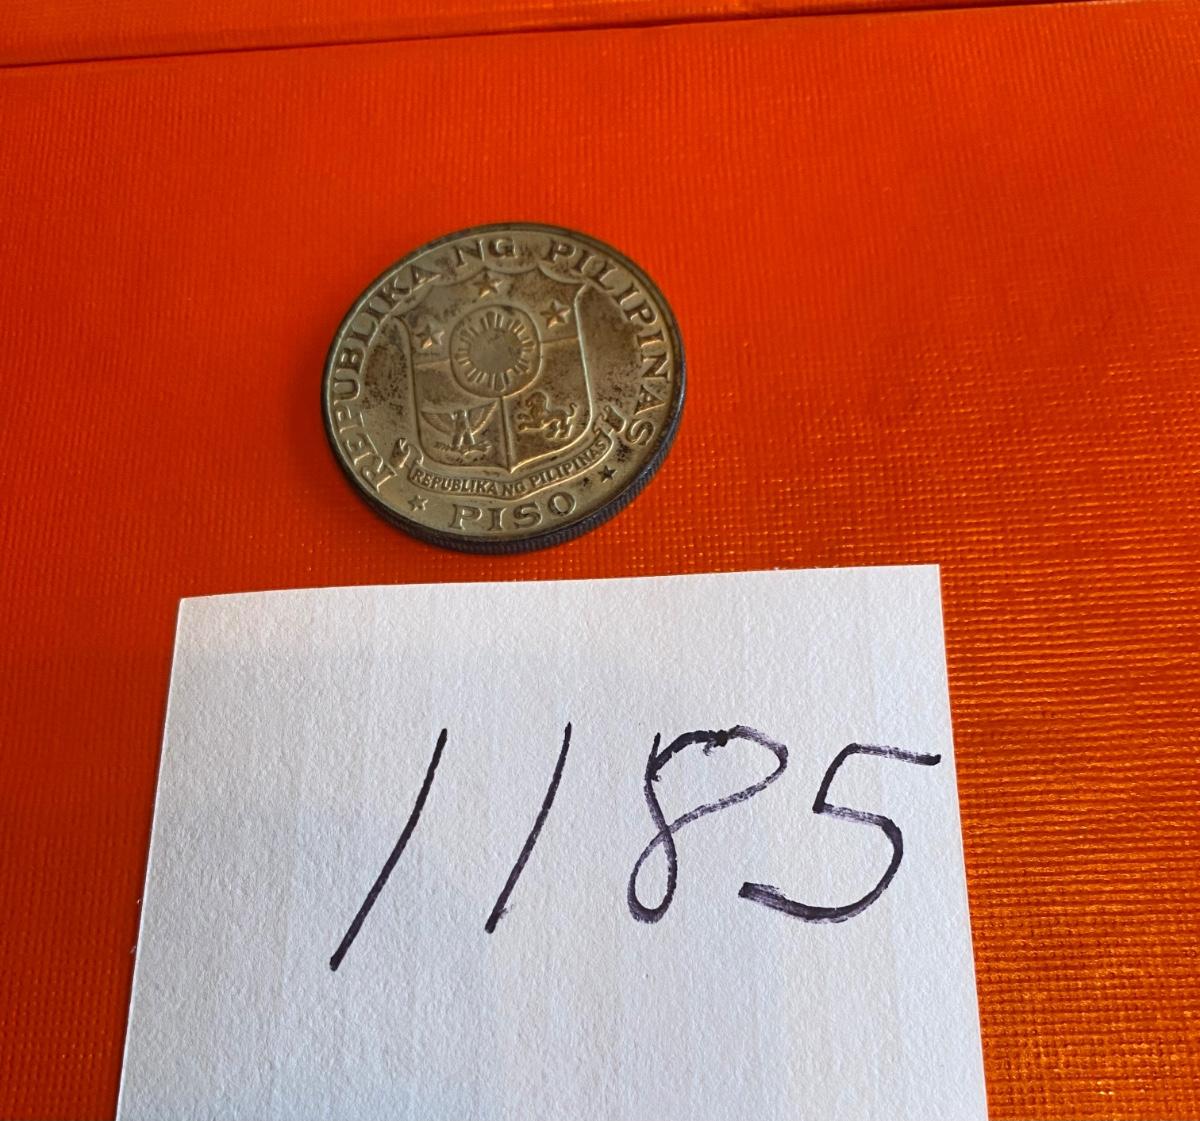 REPUBLIKA NG PILIPINAS
REPUBLIKA NG PILIPINAS
★ PISO ★
1185